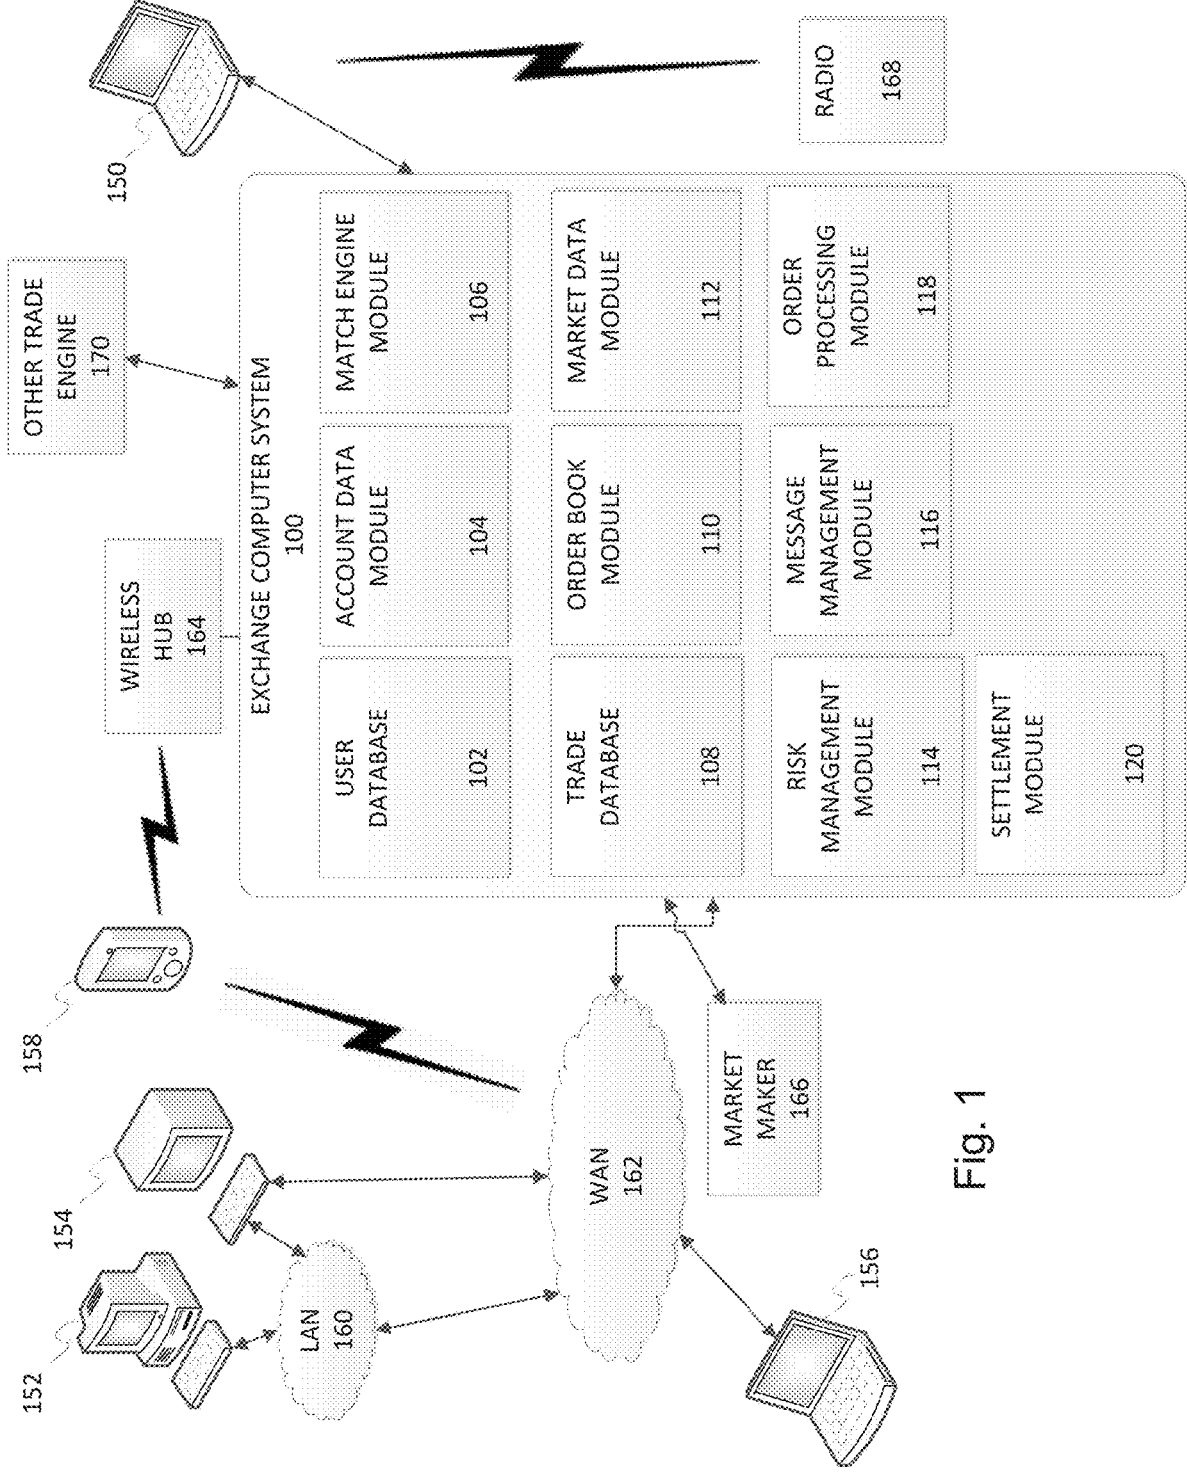 152
154
158
WIRELESS
HUB
164
OTHER TRADE
ENGINE
170
150
LAN
160
WAN
162
156
MARKET
MAKER
166
EXCHANGE COMPUTER SYSTEM
100
USER
DATABASE
102
ACCOUNT DATA
MODULE
104
MATCH ENGINE
MODULE
106
TRADE
DATABASE
108
ORDER BOOK
MODULE
110
MARKET DATA
MODULE
112
RISK
MANAGEMENT
MODULE
114
MESSAGE
MANAGEMENT
MODULE
116
ORDER
PROCESSING
MODULE
118
SETTLEMENT
MODULE
120
RADIO
168
Fig. 1